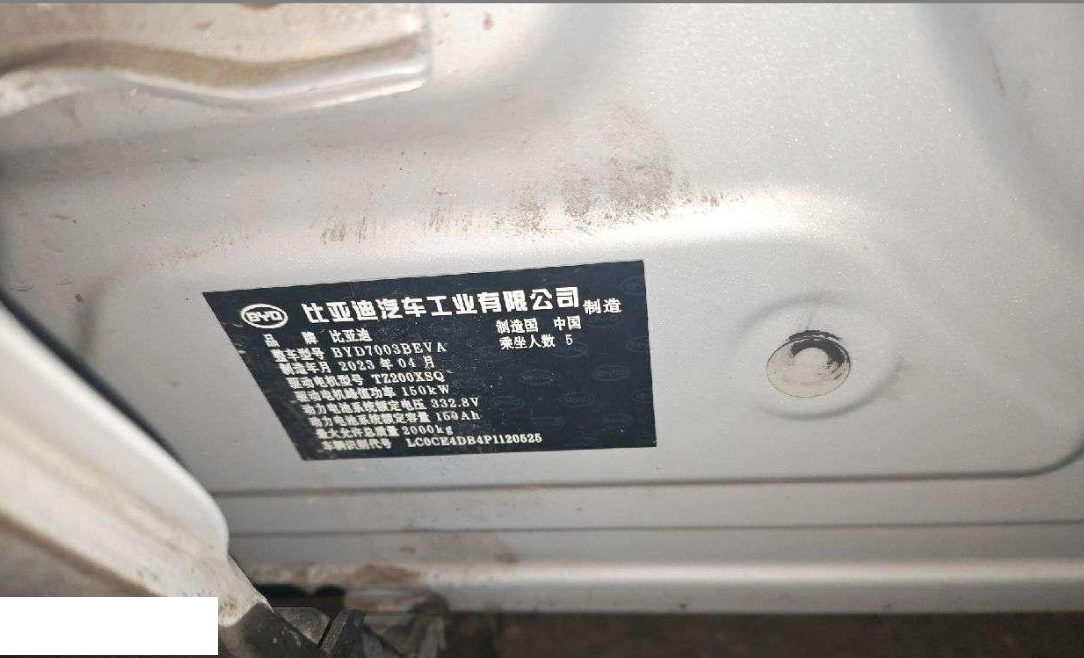 BYD 比亚迪汽车工业有限公司 制造
品牌 比亚迪 制造国 中国
整车型号 BYD7003BEVA 乘坐人数 5
制造年月 2023 年 04 月
驱动电机型号 TZ200XSQ
驱动电机峰值功率 150kW
动力电池系统额定电压 332.8V
动力电池系统额定容量 150Ah
最大允许总质量 2000kg
车辆识别代号 LC0CE4DB4P1120525